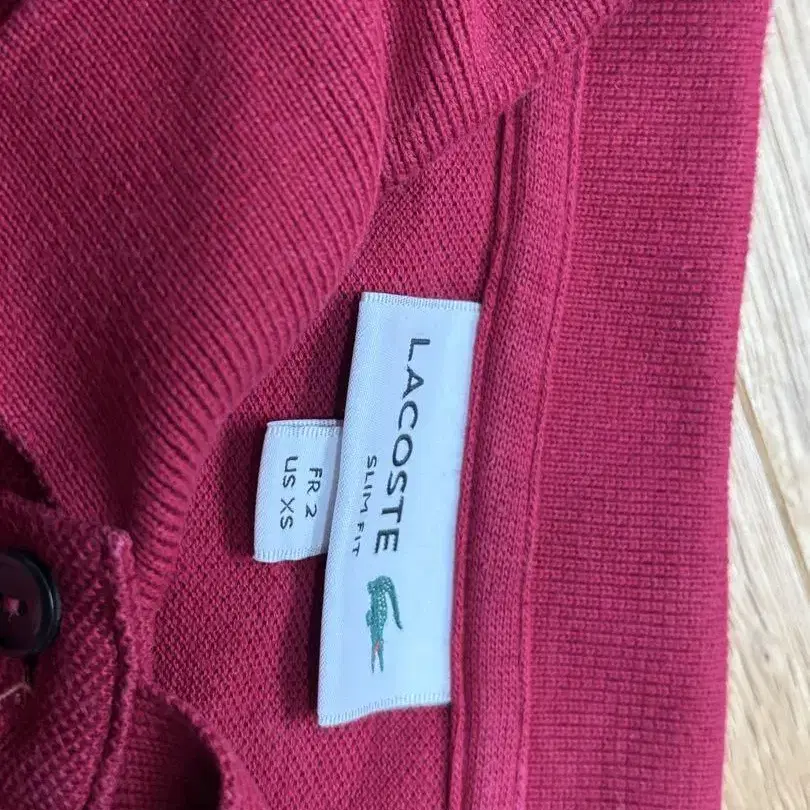 LACOSTE
SLIM FIT
FR 2
US XS